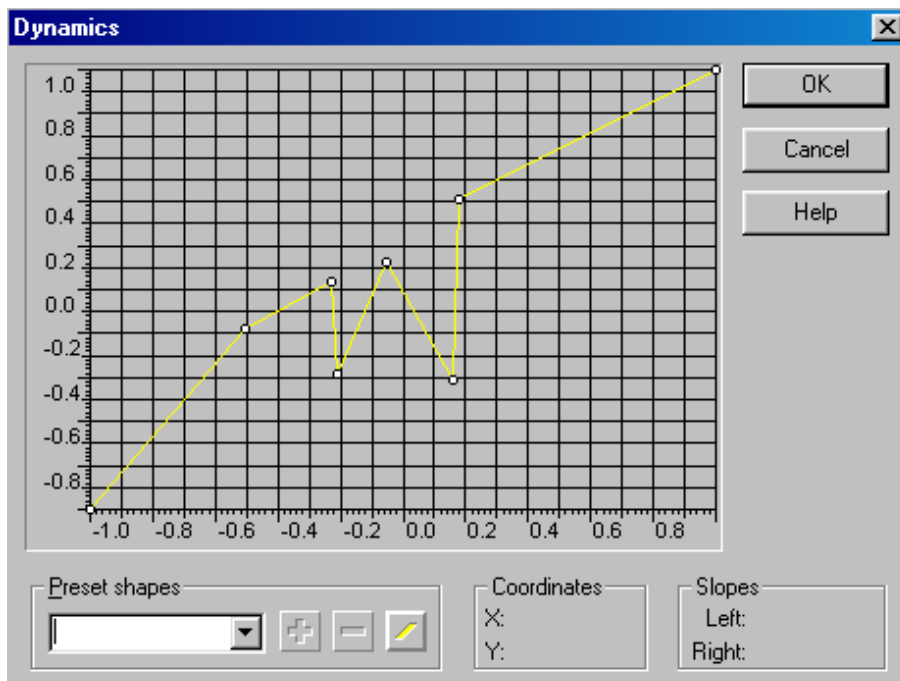 Dynamics
1.0
0.8
0.6
0.4
0.2
0.0
-0.2
-0.4
-0.6
-0.8
-1.0 -0.8 -0.6 -0.4 -0.2 0.0 0.2 0.4 0.6 0.8
OK
Cancel
Help
Preset shapes
Coordinates
X:
Y:
Slopes
Left:
Right: